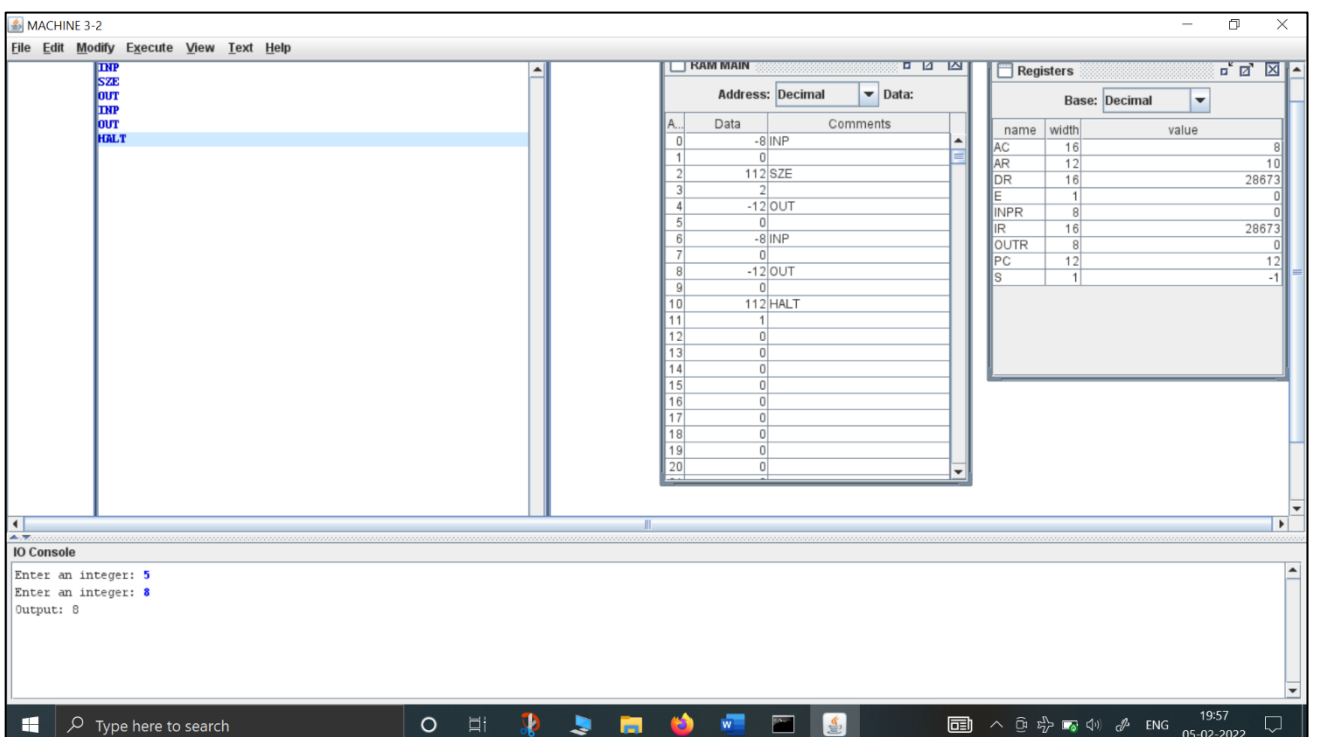 MACHINE 3-2
File Edit Modify Execute View Text Help
INP
SZE
OUT
INP
OUT
HALT
RAM MAIN
Address: Decimal Data:
A... Data Comments
0 -8 INP
1 0
2 112 SZE
3 2
4 -12 OUT
5 0
6 -8 INP
7 0
8 -12 OUT
9 0
10 112 HALT
11 1
12 0
13 0
14 0
15 0
16 0
17 0
18 0
19 0
20 0
Registers
Base: Decimal
name width value
AC 16 8
AR 12 10
DR 16 28673
E 1 0
INPR 8 0
IR 16 28673
OUTR 8 0
PC 12 12
S 1 -1
IO Console
Enter an integer: 5
Enter an integer: 8
Output: 8
Type here to search
ENG
19:57
05-02-2022